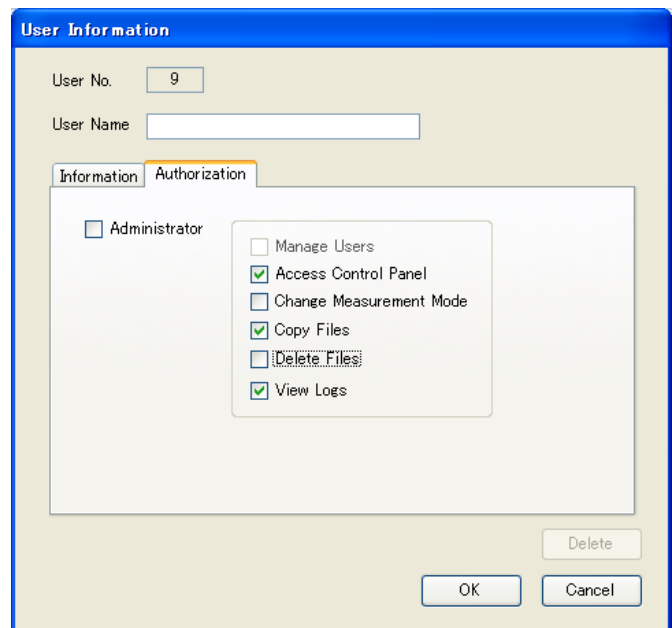 User Information
User No. 9
User Name
Information Authorization
Administrator
Manage Users
Access Control Panel
Change Measurement Mode
Copy Files
Delete Files
View Logs
Delete
OK Cancel